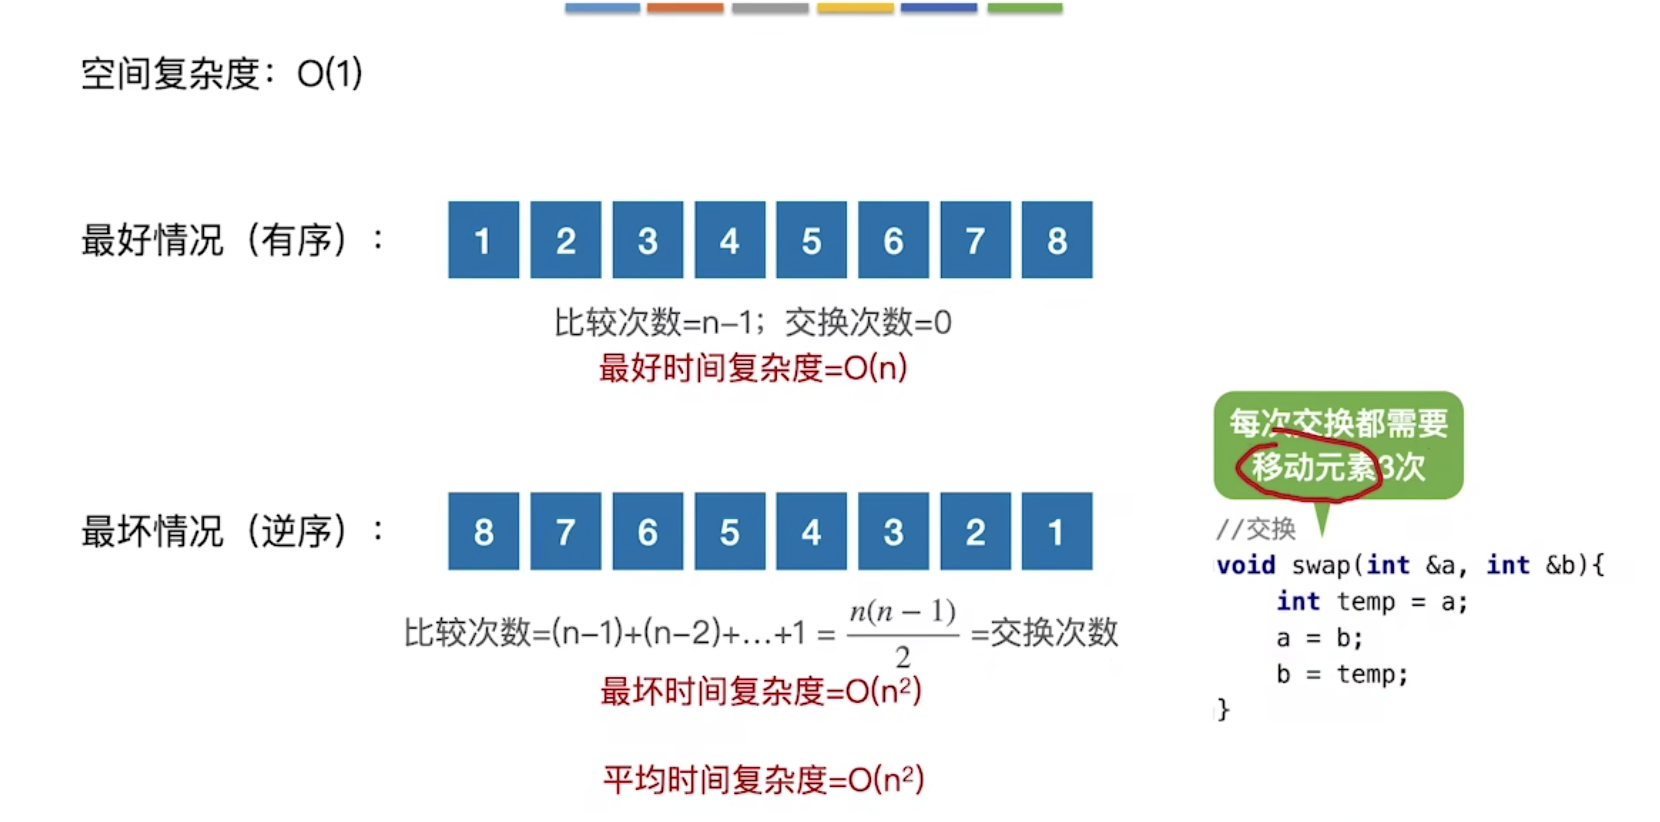 空间复杂度：O(1)
最好情况（有序）：
1 2 3 4 5 6 7 8
比较次数=n−1；交换次数=0
最好时间复杂度=O(n)
每次交换都需要
移动元素3次
最坏情况（逆序）：
8 7 6 5 4 3 2 1
比较次数=(n−1)+(n−2)+…+1 = n(n − 1)/2 =交换次数
最坏时间复杂度=O(n²)
平均时间复杂度=O(n²)
//交换
void swap(int &a, int &b){
    int temp = a;
    a = b;
    b = temp;
}